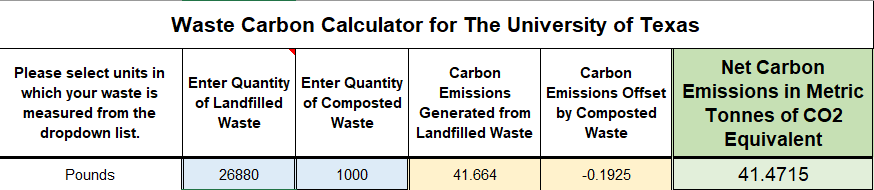 Waste Carbon Calculator for The University of Texas
Please select units in
which your waste is
measured from the
dropdown list.
Enter Quantity
of Landfilled
Waste
Enter Quantity
of Composted
Waste
Carbon
Emissions
Generated from
Landfilled Waste
Carbon
Emissions Offset
by Composted
Waste
Net Carbon
Emissions in Metric
Tonnes of CO2
Equivalent
Pounds
26880
1000
41.664
-0.1925
41.4715